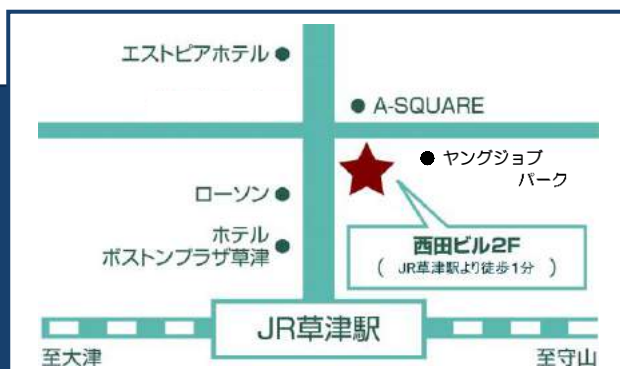 エストピアホテル
A-SQUARE
ヤングジョブ
パーク
ローソン
ホテル
ボストンプラザ草津
西田ビル2F
( JR草津駅より徒歩1分 )
JR草津駅
至大津
至守山